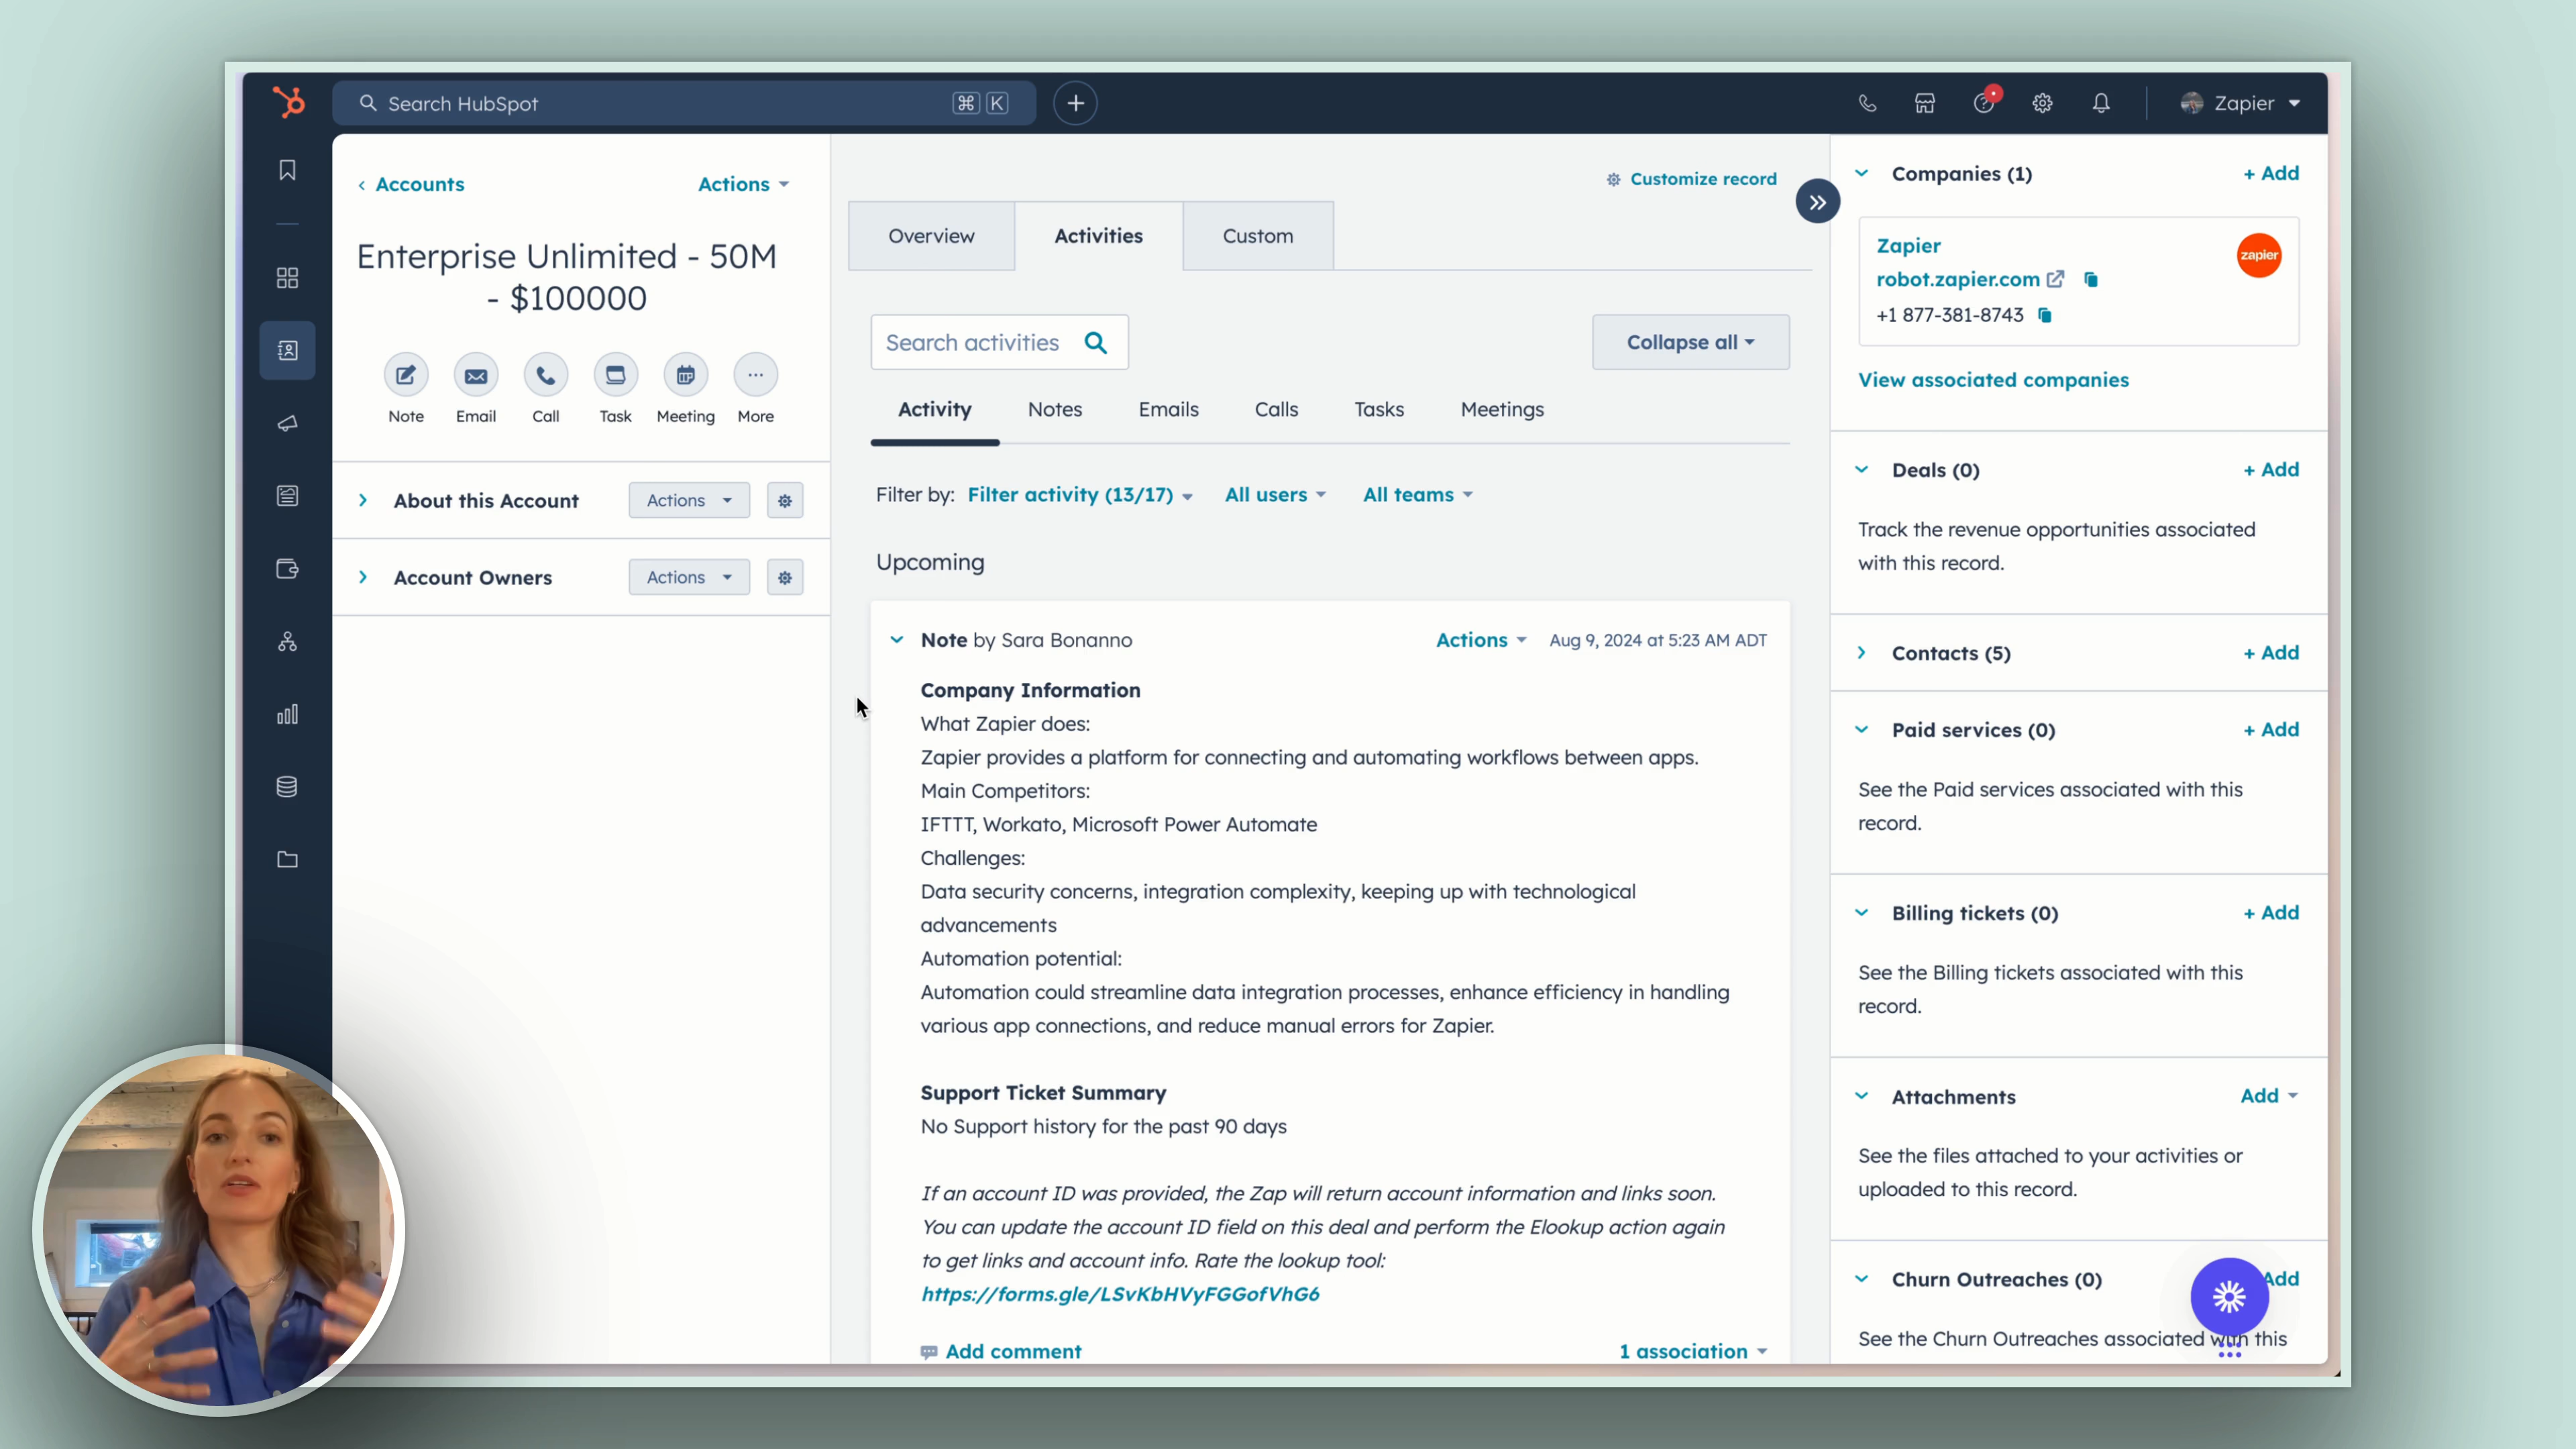 Search HubSpot
⌘ K
Zapier
Accounts
Actions
Enterprise Unlimited - 50M
- $100000
Note
Email
Call
Task
Meeting
More
About this Account
Actions
Account Owners
Actions
Customize record
Overview
Activities
Custom
Search activities
Collapse all
Activity
Notes
Emails
Calls
Tasks
Meetings
Filter by: Filter activity (13/17) All users All teams
Upcoming
Note by Sara Bonanno
Actions
Aug 9, 2024 at 5:23 AM ADT
Company Information
What Zapier does:
Zapier provides a platform for connecting and automating workflows between apps.
Main Competitors:
IFTTT, Workato, Microsoft Power Automate
Challenges:
Data security concerns, integration complexity, keeping up with technological
advancements
Automation potential:
Automation could streamline data integration processes, enhance efficiency in handling
various app connections, and reduce manual errors for Zapier.
Support Ticket Summary
No Support history for the past 90 days
If an account ID was provided, the Zap will return account information and links soon.
You can update the account ID field on this deal and perform the Elookup action again
to get links and account info. Rate the lookup tool:
https://forms.gle/LSvKbHVyFGGofVhG6
Add comment
1 association
Companies (1)
+ Add
Zapier
zapier
robot.zapier.com
+1 877-381-8743
View associated companies
Deals (0)
+ Add
Track the revenue opportunities associated
with this record.
Contacts (5)
+ Add
Paid services (0)
+ Add
See the Paid services associated with this
record.
Billing tickets (0)
+ Add
See the Billing tickets associated with this
record.
Attachments
Add
See the files attached to your activities or
uploaded to this record.
Churn Outreaches (0)
Add
See the Churn Outreaches associated with this